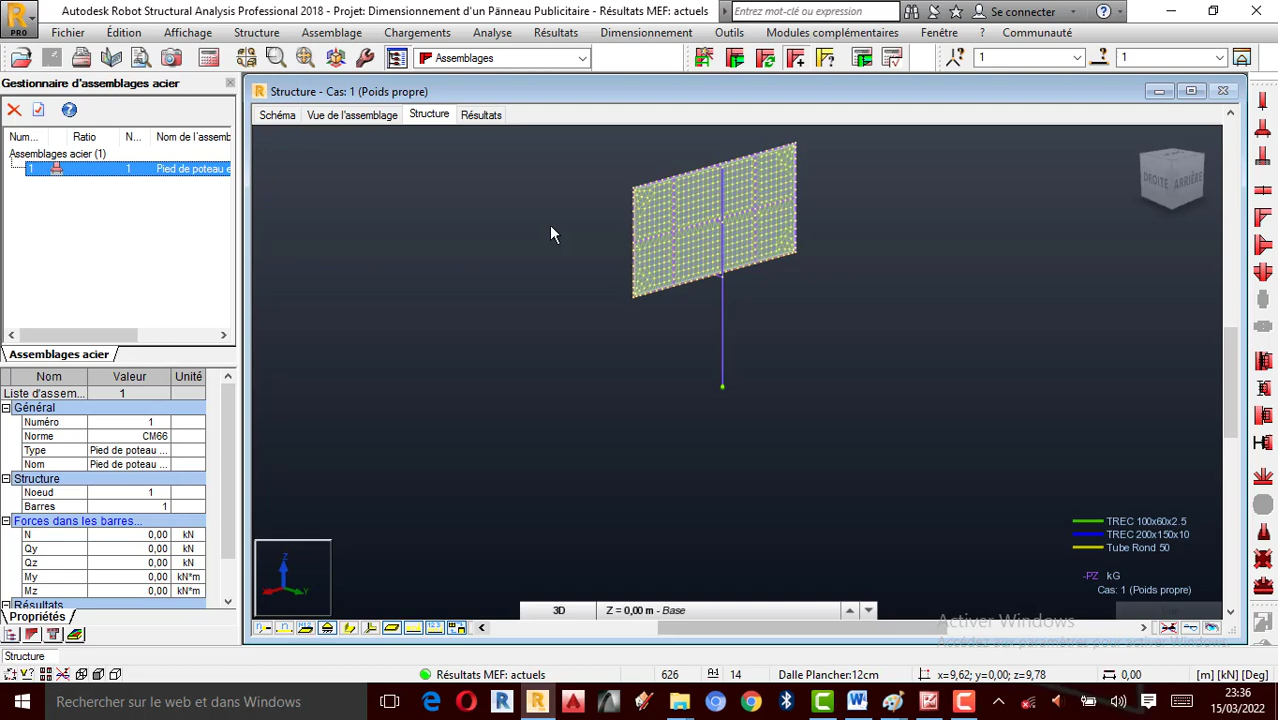 Autodesk Robot Structural Analysis Professional 2018 - Projet: Dimensionnement d'un Pänneau Publicitaire - Résultats MEF: actuels
Entrez mot-clé ou expression
Se connecter
PRO
Fichier Édition Affichage Structure Assemblage Chargements Analyse Résultats Dimensionnement Outils Modules complémentaires Fenêtre ? Communauté
Assemblages
1
1
Gestionnaire d'assemblages acier
Num... Ratio N... Nom de l'assemb
Assemblages acier (1)
1 1 Pied de poteau e
Assemblages acier
Nom Valeur Unité
Liste d'assem... 1
Général
Numéro 1
Norme CM66
Type Pied de poteau ...
Nom Pied de poteau ...
Structure
Noeud 1
Barres 1
Forces dans les barres...
N 0,00 kN
Qy 0,00 kN
Qz 0,00 kN
My 0,00 kN*m
Mz 0,00 kN*m
Résultats
Propriétés
Structure - Cas: 1 (Poids propre)
Schéma Vue de l'assemblage Structure Résultats
DROITE ARRIÈRE
TREC 100x60x2.5
TREC 200x150x10
Tube Rond 50
-PZ kG
Cas: 1 (Poids propre)
Z
Y
3D Z = 0,00 m - Base
Activer Windows
Accédez aux paramètres pour activer Windows.
Structure
Résultats MEF: actuels 626 14 Dalle Plancher:12cm x=9,62; y=0,00; z=9,78 0,00 [m] [kN] [Deg]
Rechercher sur le web et dans Windows
23:36
15/03/2022